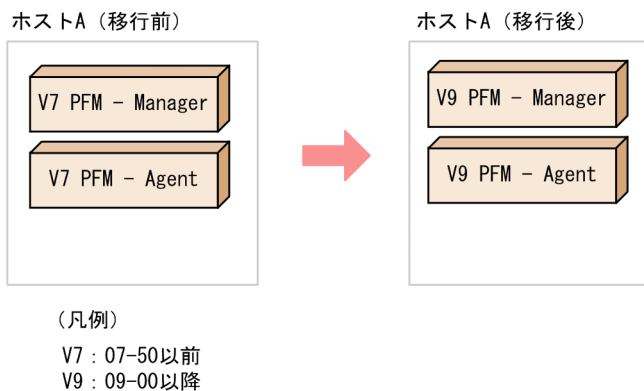 ホストA（移行前）
ホストA（移行後）
V7 PFM － Manager
V9 PFM － Manager
V7 PFM － Agent
V9 PFM － Agent
（凡例）
V7：07-50以前
V9：09-00以降